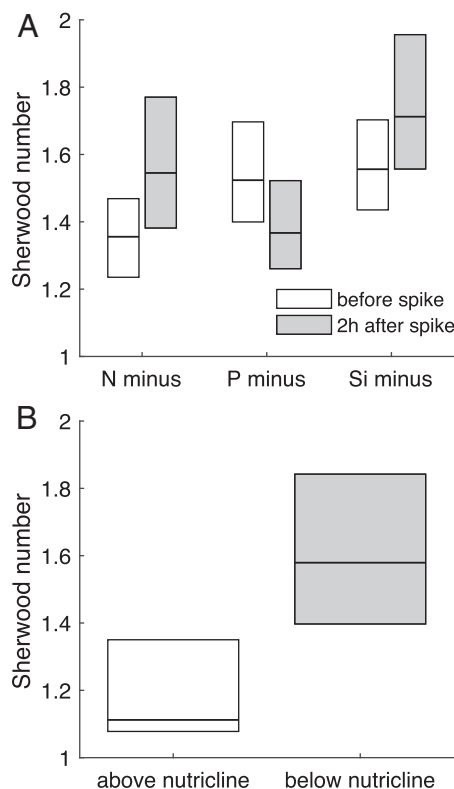 A
2
1.8
1.6
1.4
1.2
1
Sherwood number
before spike
2h after spike
N minus P minus Si minus
B
2
1.8
1.6
1.4
1.2
1
Sherwood number
above nutricline below nutricline